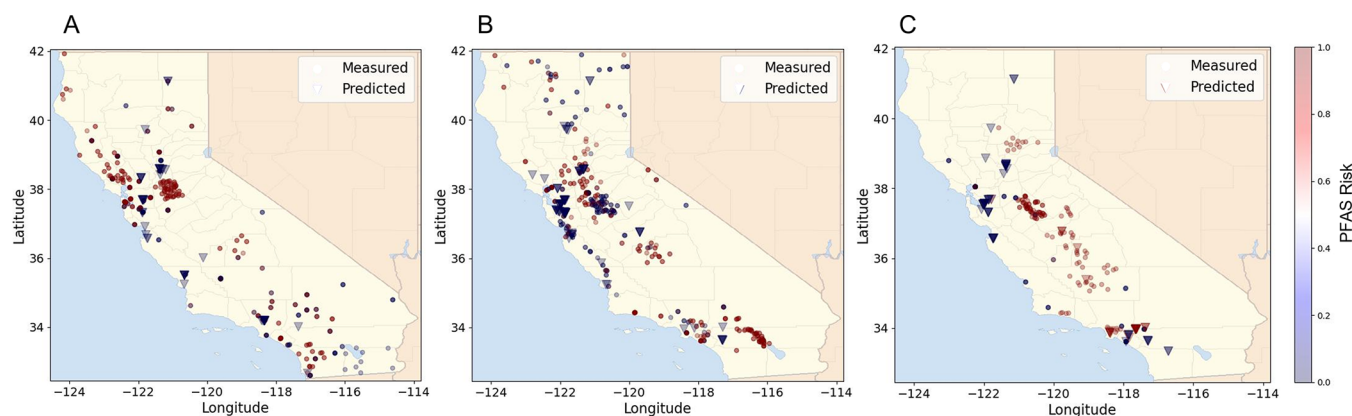 A
B
C
42
40
38
36
34
−124
−122
−120
−118
−116
−114
Latitude
Longitude
Measured
Predicted
42
40
38
36
34
−124
−122
−120
−118
−116
−114
Latitude
Longitude
Measured
Predicted
42
40
38
36
34
−124
−122
−120
−118
−116
−114
Latitude
Longitude
Measured
Predicted
1.0
0.8
0.6
0.4
0.2
0.0
PFAS Risk